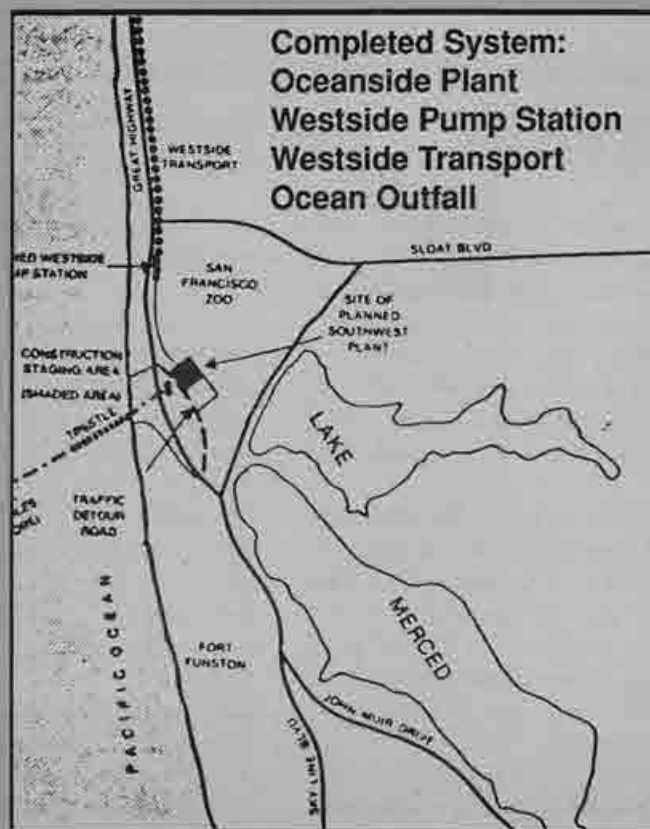 Completed System:
Oceanside Plant
Westside Pump Station
Westside Transport
Ocean Outfall
GREAT HIGHWAY
WESTSIDE
TRANSPORT
SLOAT BLVD
WESTSIDE
STATION
SAN
FRANCISCO
ZOO
SITE OF
PLANNED
SOUTHWEST
PLANT
CONSTRUCTION
STAGING AREA
(SHADED AREA)
TRESTLE
LAKE
TRAFFIC
DETOUR
ROAD
PACIFIC OCEAN
MERCED
FORT
FUNSTON
JOHN MUIR DRIVE
SKY LINE BLVD